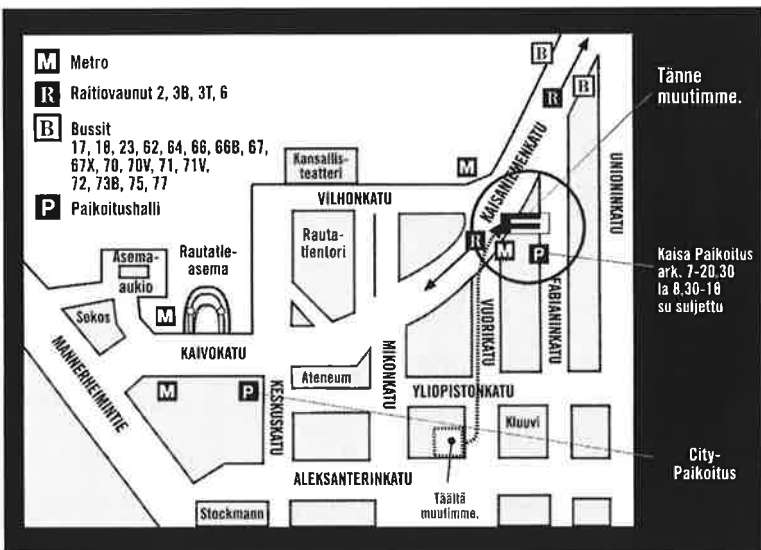 M Metro
R Raitiovaunut 2, 3B, 3T, 6
B Bussit
17, 18, 23, 62, 64, 66, 66B, 67,
67X, 70, 70V, 71, 71V,
72, 73B, 75, 77
P Paikoitushalli
B
B
R
Tänne
muutimme.
Kansallis-
teatteri
M
KAISANIEMENKATU
UNIONINKATU
VILHONKATU
Rauta-
tientori
R
M
P
Kaisa Paikoitus
ark. 7-20.30
la 8.30-18
su suljettu
Asema-
aukio
Rautatie-
asema
VUORIKATU
FABIANINKATU
Sokos
M
KAIVOKATU
MANNERHEIMINTIE
MIKONKATU
Ateneum
YLIOPISTONKATU
M
P
KESKUSKATU
Kluuvi
City-
Paikoitus
ALEKSANTERINKATU
Täältä
muutimme.
Stockmann